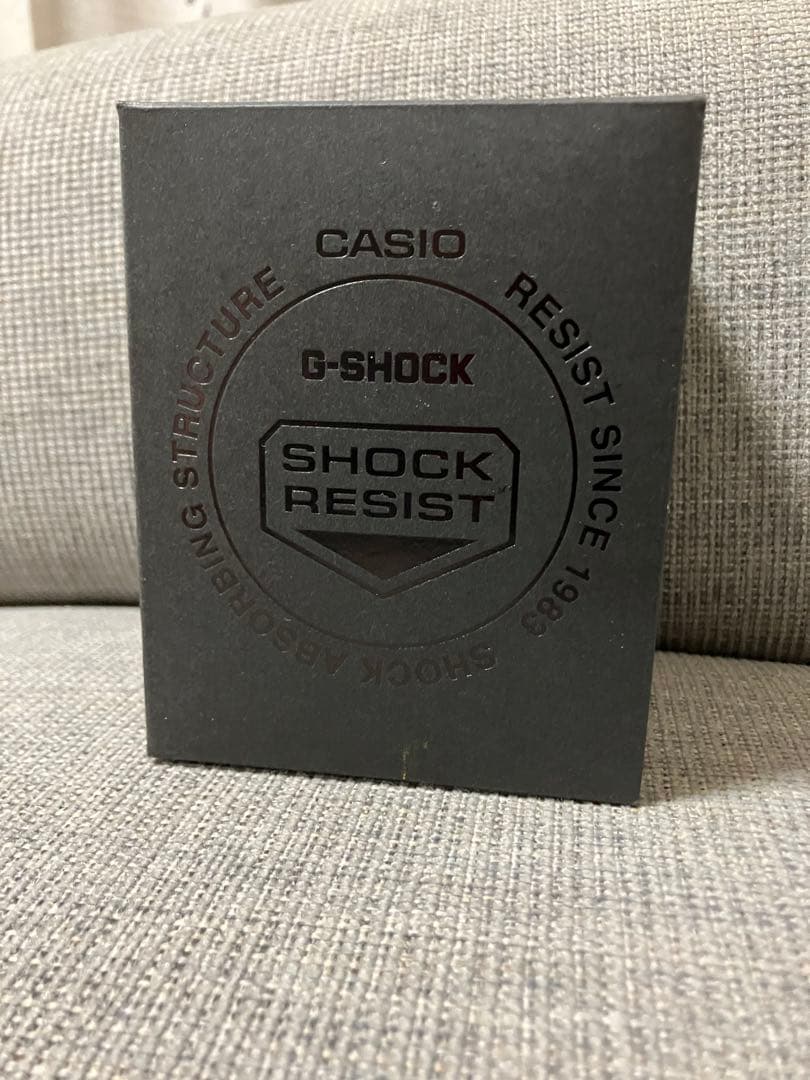 CASIO
RESIST SINCE 1983
SHOCK ABSORBING STRUCTURE
G-SHOCK
SHOCK
RESIST